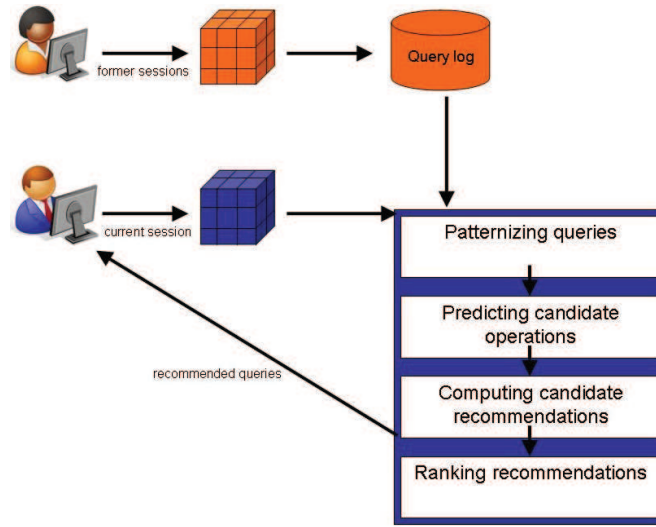 former sessions
Query log
current session
Patternizing queries
Predicting candidate
operations
recommended queries
Computing candidate
recommendations
Ranking recommendations